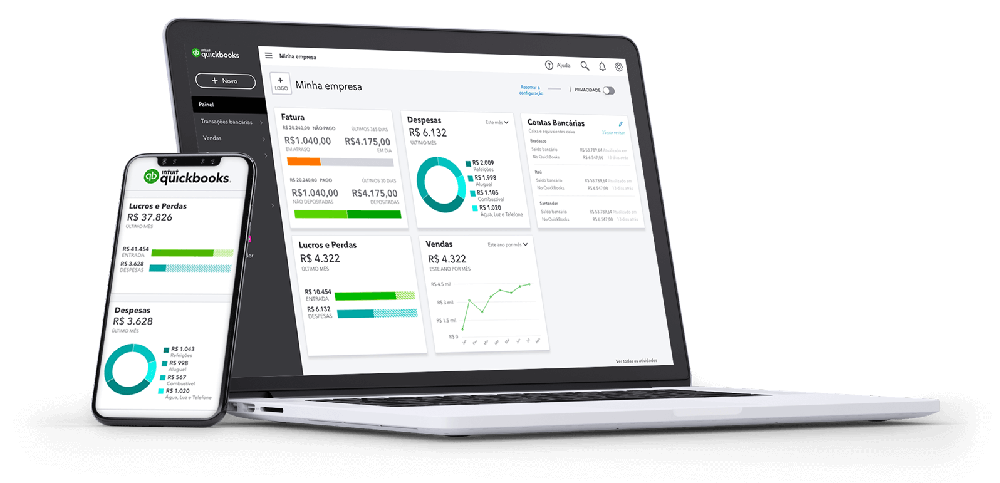 intuit
quickbooks
+ Novo
Painel
Transações bancárias
Vendas
Minha empresa
Ajuda
+
LOGO
Minha empresa
Retomar a
configuração
PRIVACIDADE
Fatura
R$ 20.240,00 NÃO PAGO
ÚLTIMOS 365 DIAS
R$1.040,00
R$4.175,00
EM ATRASO
EM DIA
R$ 20.240,00 PAGO
ÚLTIMOS 30 DIAS
R$1.040,00
R$4.175,00
NÃO DEPOSITADAS
DEPOSITADAS
Despesas
Este mês
R$ 6.132
ÚLTIMO MÊS
R$ 2.009
Refeições
R$ 1.998
Aluguel
R$ 1.105
Combustível
R$ 1.020
Água, Luz e Telefone
Contas Bancárias
Caixa e equivalentes caixa
35 por revisar
Bradesco
Saldo bancário
R$ 53.789,64 Atualizado em
No QuickBooks
R$ 6.547,00 13 dias atrás
Itaú
Saldo bancário
R$ 53.789,64 Atualizado em
No QuickBooks
R$ 6.547,00 13 dias atrás
Santander
Saldo bancário
R$ 53.789,64 Atualizado em
No QuickBooks
R$ 6.547,00 13 dias atrás
Lucros e Perdas
R$ 4.322
ÚLTIMO MÊS
R$ 10.454
ENTRADA
R$ 6.132
DESPESAS
Vendas
Este ano por mês
R$ 4.322
ESTE ANO POR MÊS
R$ 4.5 mil
R$ 3 mil
R$ 1.5 mil
R$ 0
Jan Fev Mar Abr Mai Jun Jul Ago
Ver todas as atividades
intuit
quickbooks.
Lucros e Perdas
R$ 37.826
ÚLTIMO MÊS
R$ 41.454
ENTRADA
R$ 3.628
DESPESAS
Despesas
R$ 3.628
ÚLTIMO MÊS
R$ 1.043
Refeições
R$ 998
Aluguel
R$ 567
Combustível
R$ 1.020
Água, Luz e Telefone